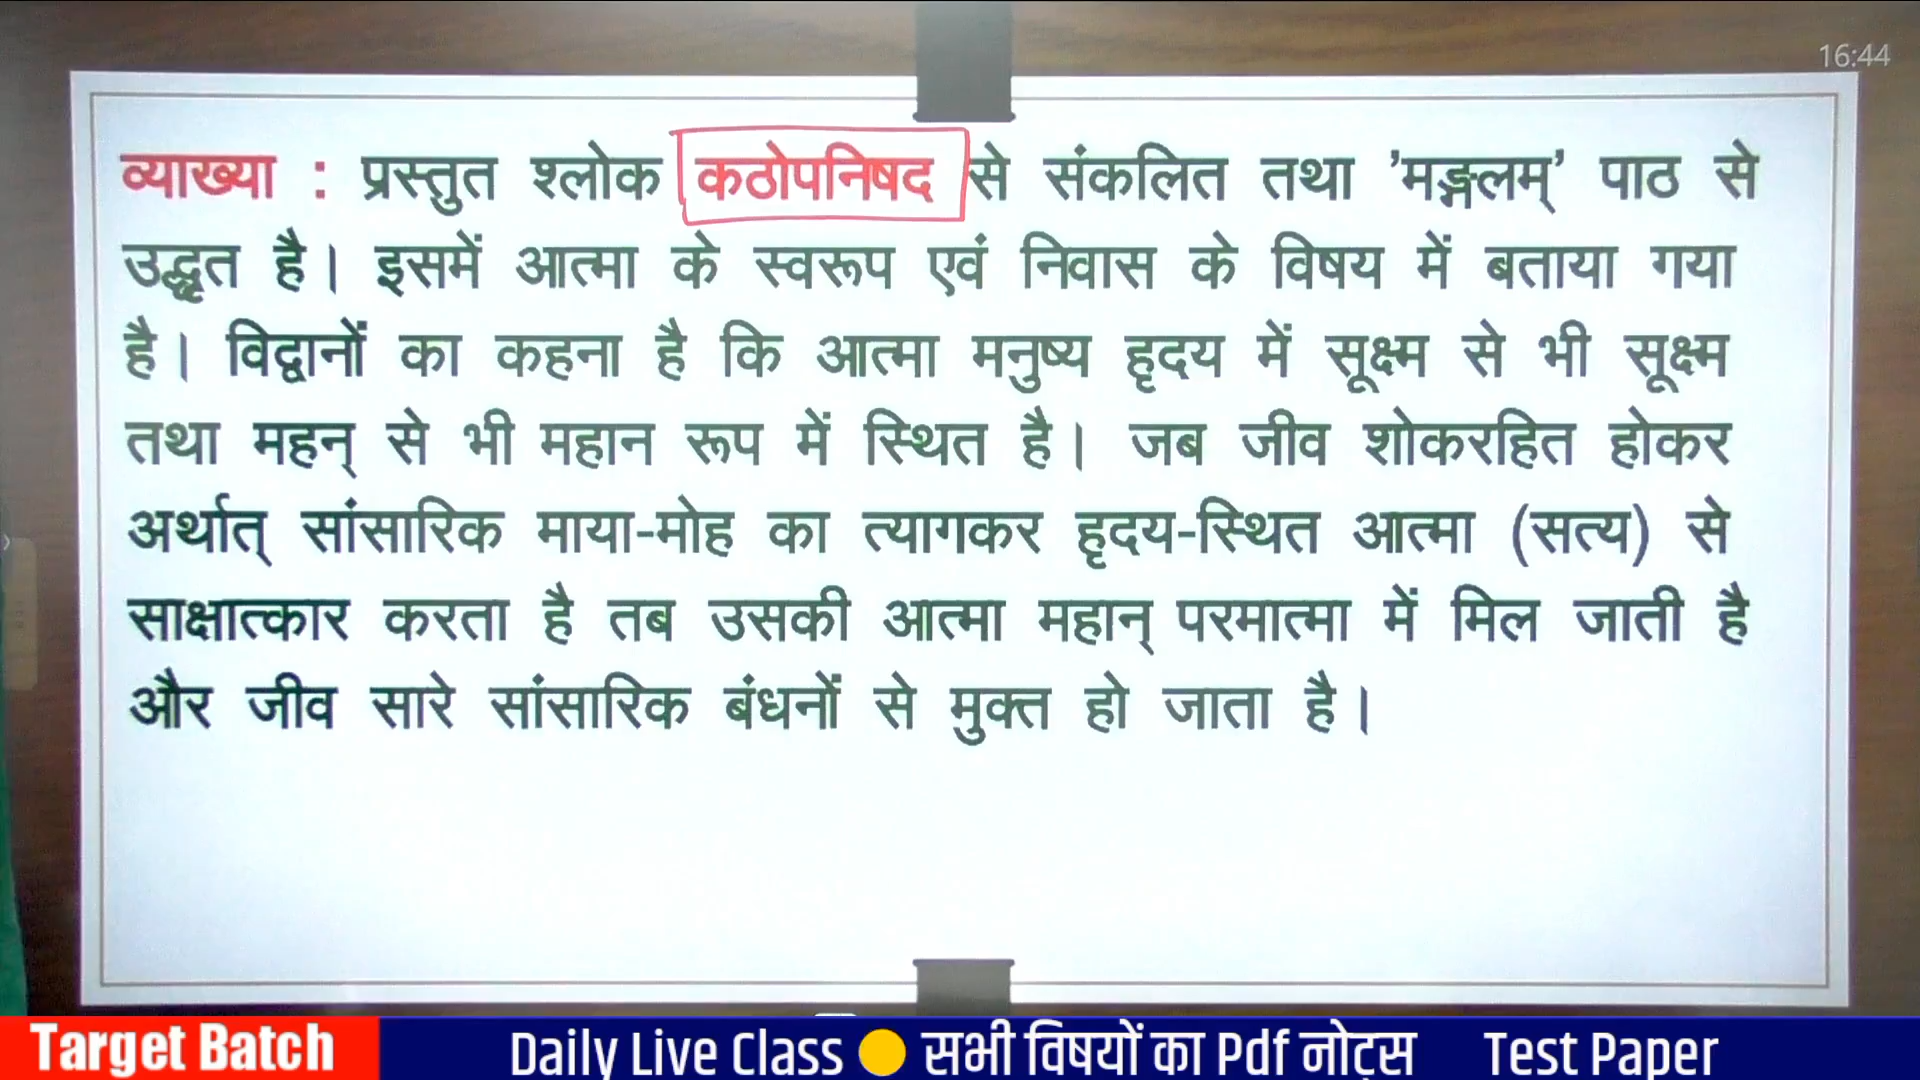 16:44
व्याख्या : प्रस्तुत श्लोक कठोपनिषद से संकलित तथा ’मङ्गलम्’ पाठ से
उद्धृत है। इसमें आत्मा के स्वरूप एवं निवास के विषय में बताया गया
है। विद्वानों का कहना है कि आत्मा मनुष्य हृदय में सूक्ष्म से भी सूक्ष्म
तथा महन् से भी महान रूप में स्थित है। जब जीव शोकरहित होकर
अर्थात् सांसारिक माया-मोह का त्यागकर हृदय-स्थित आत्मा (सत्य) से
साक्षात्कार करता है तब उसकी आत्मा महान् परमात्मा में मिल जाती है
और जीव सारे सांसारिक बंधनों से मुक्त हो जाता है।
Target Batch Daily Live Class सभी विषयों का Pdf नोट्स Test Paper